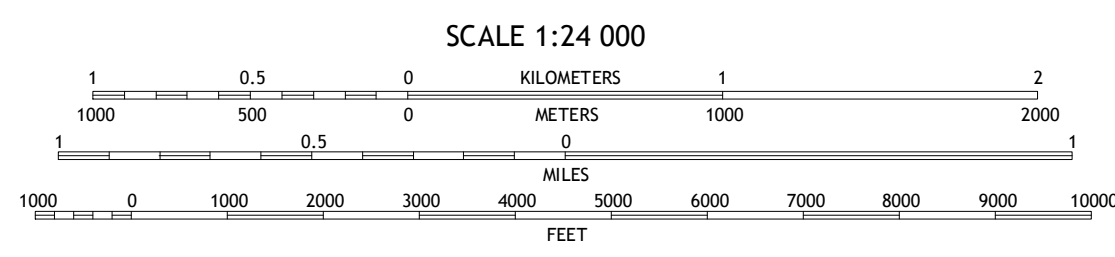 SCALE 1:24 000
1 0.5 0 KILOMETERS 1 2
1000 500 0 METERS 1000 2000
1 0.5 0 1
MILES
1000 0 1000 2000 3000 4000 5000 6000 7000 8000 9000 10000
FEET